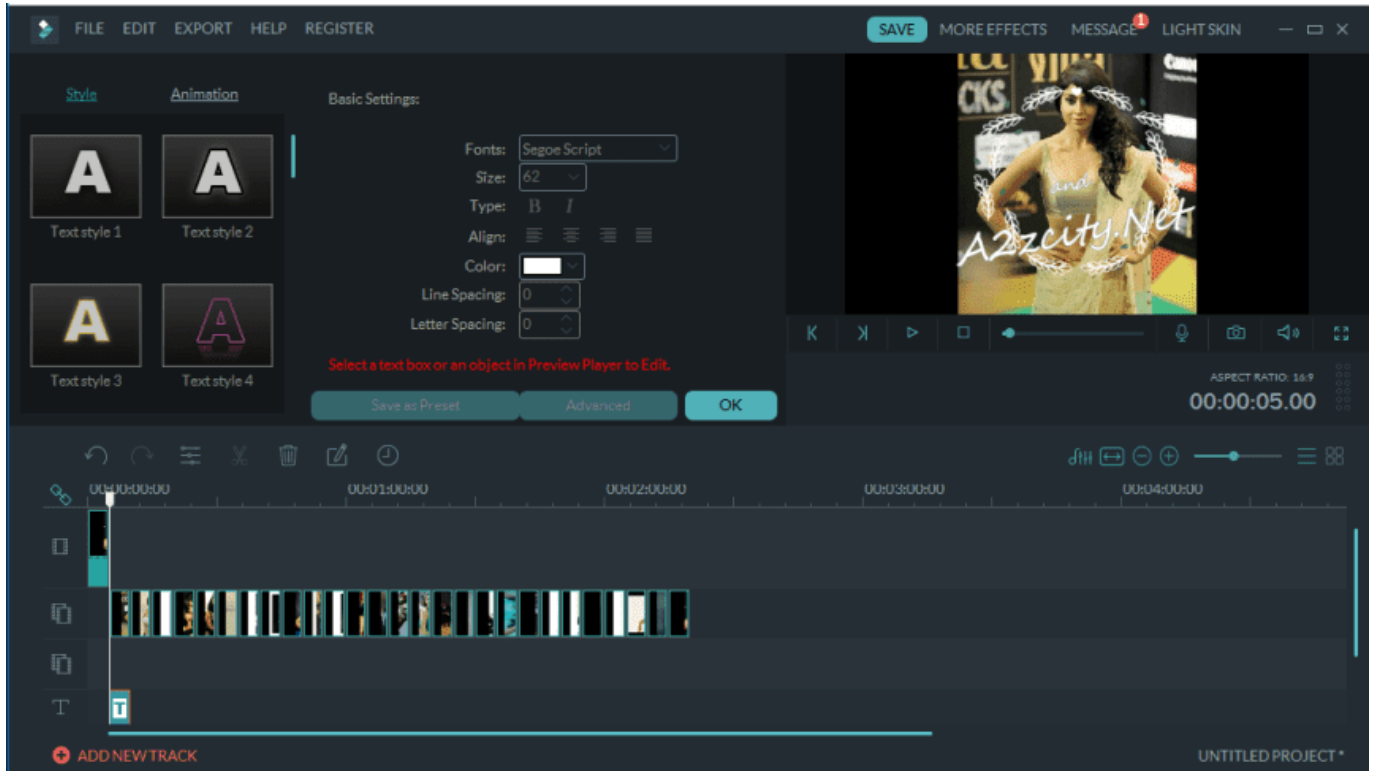 FILE EDIT EXPORT HELP REGISTER
SAVE MORE EFFECTS MESSAGE 1 LIGHT SKIN
Style Animation
Basic Settings:
Fonts: Segoe Script
Size: 62
Type: B I
Align:
Color:
Line Spacing: 0
Letter Spacing: 0
A Text style 1
A Text style 2
A Text style 3
A Text style 4
Select a text box or an object in Preview Player to Edit.
Save as Preset Advanced OK
CKS
Canon
and
A2zcity.Net
ASPECT RATIO: 16:9
00:00:05.00
00:00:00:00 00:01:00:00 00:02:00:00 00:03:00:00 00:04:00:00
T
T
ADD NEW TRACK
UNTITLED PROJECT *